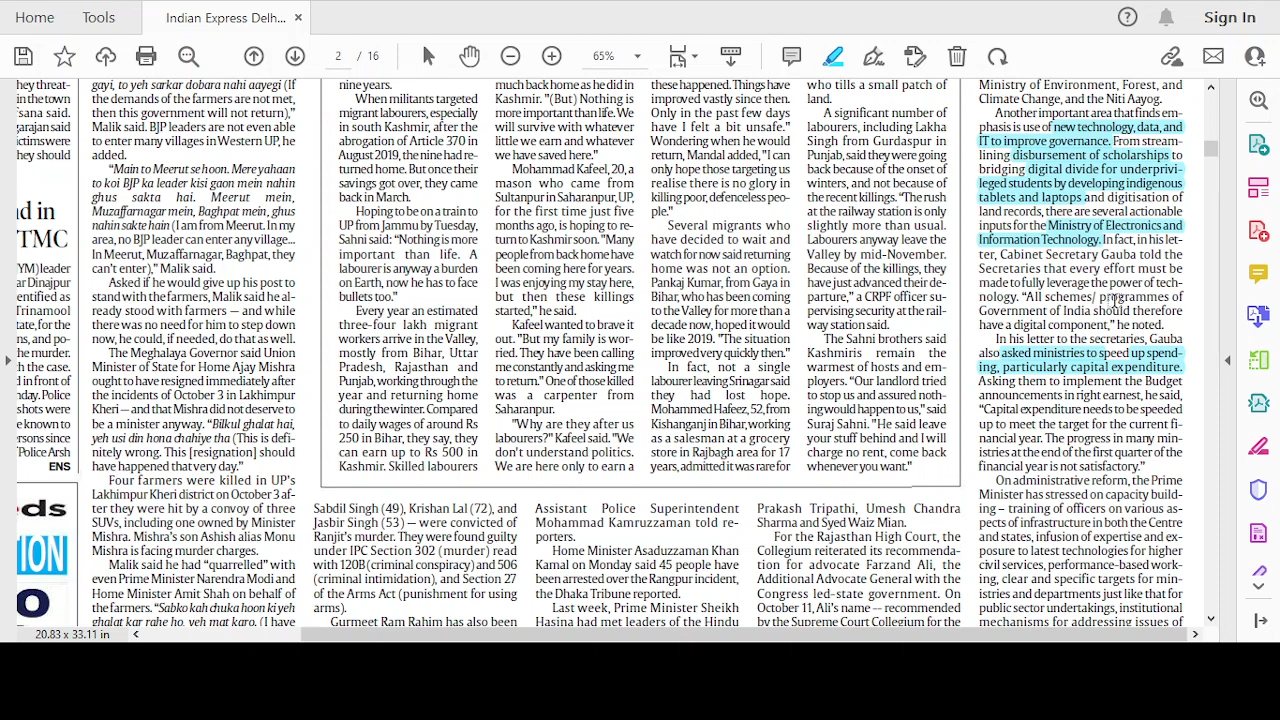 Home
Tools
Indian Express Delh... ×
Sign In
2 / 16
65%
hey threat-
in the town
sana said.
garajan said
ictims were
hey should
d in
TMC
YM) leader
ar Dinajpur
entified as
Trinamool
tate, for the
ns, and po-
he murder.
h the case.
d in front of
nday. Police
shots were
e known to
ersons since
Police Arsh
ENS
ds
ION
O
gayi, to yeh sarkar dobara nahi aayegi (If
the demands of the farmers are not met,
then this government will not return),"
Malik said. BJP leaders are not even able
to enter many villages in Western UP, he
added.
"Main to Meerut se hoon. Mere yahaan
to koi BJP ka leader kisi gaon mein nahin
ghus sakta hai. Meerut mein,
Muzaffarnagar mein, Baghpat mein, ghus
nahin sakte hain (I am from Meerut. In my
area, no BJP leader can enter any village...
In Meerut, Muzaffarnagar, Baghpat, they
can't enter)," Malik said.
Asked if he would give up his post to
stand with the farmers, Malik said he al-
ready stood with farmers — and while
there was no need for him to step down
now, he could, if needed, do that as well.
The Meghalaya Governor said Union
Minister of State for Home Ajay Mishra
ought to have resigned immediately after
the incidents of October 3 in Lakhimpur
Kheri — and that Mishra did not deserve to
be a minister anyway. "Bilkul ghalat hai,
yeh usi din hona chahiye tha (This is defi-
nitely wrong. This [resignation] should
have happened that very day."
Four farmers were killed in UP's
Lakhimpur Kheri district on October 3 af-
ter they were hit by a convoy of three
SUVs, including one owned by Minister
Mishra. Mishra's son Ashish alias Monu
Mishra is facing murder charges.
Malik said he had "quarrelled" with
even Prime Minister Narendra Modi and
Home Minister Amit Shah on behalf of
the farmers. "Sabko kah chuka hoon ki yeh
ghalat kar rahe ho, yeh mat karo. (I have
nine years.
When militants targeted
migrant labourers, especially
in south Kashmir, after the
abrogation of Article 370 in
August 2019, the nine had re-
turned. But once their
savings got over, they came
back in March.
Hoping to be on a train to
UP from Jammu by Tuesday,
Sahni said: "Nothing is more
important than life. A
labourer is anyway a burden
on Earth, now he has to face
bullets too."
Every year an estimated
three-four lakh migrant
workers arrive in the Valley,
mostly from Bihar, Uttar
Pradesh, Rajasthan and
Punjab, working through the
year and returning home
during the winter. Compared
to daily wages of around Rs
250 in Bihar, they say, they
can earn up to Rs 500 in
Kashmir. Skilled labourers
much back home as he did in
Kashmir. "(But) Nothing is
more important than life. We
will survive with whatever
we earn and whatever
we have saved here."
Mohammad Kafeel, 20, a
mason who came from
Sultanpur in Saharanpur, UP,
for the first time just five
months ago, is hoping to re-
turn to Kashmir soon. "Many
people from back home have
been coming here for years.
I was enjoying my stay here,
but then these killings
started," he said.
Kafeel wanted to brave it
out. "But my family is wor-
ried. They have been calling
me constantly and asking me
to return." One of those killed
was a carpenter from
Saharanpur.
"Why are they after us
labourers?" Kafeel said. "We
don't understand politics.
We are here only to earn a
these happened. Things have
improved vastly since then.
Only in the past few days
have I felt a bit unsafe."
Wondering when he would
return, Mandal added, "I can
only hope those targeting us
realise there is no glory in
killing poor, defenceless peo-
ple."
Several migrants who
have decided to wait and
watch for now said returning
home was not an option.
Pankaj Kumar, from Gaya in
Bihar, who has been coming
to the Valley for more than a
decade now, hoped it would
be like 2019. "The situation
improved very quickly then."
In fact, not a single
labourer leaving Srinagar said
they had lost hope.
Mohammed Hafeez, 52, from
Kishanganj in Bihar, working
as a salesman at a grocery
store in Rajbagh area for 17
years, admitted it was rare for
who tills a small patch of
land.
A significant number of
labourers, including Lakha
Singh from Gurdaspur in
Punjab, said they were going
back because of the onset of
winters, and not because of
the recent killings. "The rush
at the railway station is only
slightly more than usual.
Labourers anyway leave the
Valley by mid-November.
Because of the killings, they
have just advanced their de-
parture," a CRPF officer su-
pervising security at the rail-
way station said.
The Sahni brothers said
Kashmiris remain the
warmest of hosts and em-
ployers. "Our landlord tried
to stop us and assured noth-
ing would happen to us," said
Suraj Sahni. "He said leave
your stuff behind and I will
charge no rent, come back
whenever you want."
Sabdil Singh (49), Krishan Lal (72), and
Jasbir Singh (53) — were convicted of
Ranjit's murder. They were found guilty
under IPC Section 302 (murder) read
with 120B (criminal conspiracy) and 506
(criminal intimidation), and Section 27
of the Arms Act (punishment for using
arms).
Gurmeet Ram Rahim has also been
Assistant Police Superintendent
Mohammad Kamruzzaman told re-
porters.
Home Minister Asaduzzaman Khan
Kamal on Monday said 45 people have
been arrested over the Rangpur incident,
the Dhaka Tribune reported.
Last week, Prime Minister Sheikh
Hasina had met leaders of the Hindu
Prakash Tripathi, Umesh Chandra
Sharma and Syed Waiz Mian.
For the Rajasthan High Court, the
Collegium reiterated its recommenda-
tion for advocate Farzand Ali, the
Additional Advocate General with the
Congress led-state government. On
October 11, Ali's name -- recommended
by the Supreme Court Collegium for the
Ministry of Environment, Forest, and
Climate Change, and the Niti Aayog.
Another important area that finds em-
phasis is use of new technology, data, and
IT to improve governance. From stream-
lining disbursement of scholarships to
bridging digital divide for underprivi-
leged students by developing indigenous
tablets and laptops and digitisation of
land records, there are several actionable
inputs for the Ministry of Electronics and
Information Technology. In fact, in his let-
ter, Cabinet Secretary Gauba told the
Secretaries that every effort must be
made to fully leverage the power of tech-
nology. "All schemes/ programmes of
Government of India should therefore
have a digital component," he noted.
In his letter to the secretaries, Gauba
also asked ministries to speed up spend-
ing, particularly capital expenditure.
Asking them to implement the Budget
announcements in right earnest, he said,
"Capital expenditure needs to be speeded
up to meet the target for the current fi-
nancial year. The progress in many min-
istries at the end of the first quarter of the
financial year is not satisfactory."
On administrative reform, the Prime
Minister has stressed on capacity build-
ing – training of officers on various as-
pects of infrastructure in both the Centre
and states, infusion of expertise and ex-
posure to latest technologies for higher
civil services, performance-based work-
ing, clear and specific targets for min-
istries and departments just like that for
public sector undertakings, institutional
mechanisms for addressing issues of
20.83 x 33.11 in